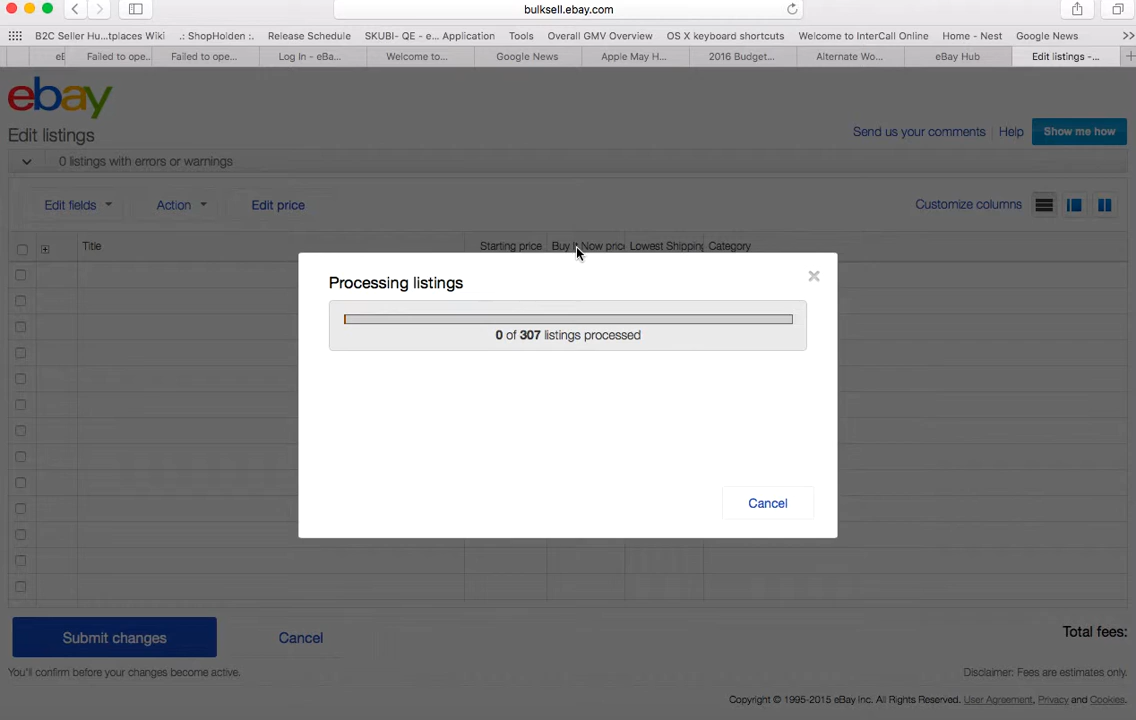 bulksell.ebay.com
B2C Seller Hu...tplaces Wiki .: ShopHolden :. Release Schedule SKUBI- QE - e... Application Tools Overall GMV Overview OS X keyboard shortcuts Welcome to InterCall Online Home - Nest Google News >>
eE Failed to ope... Failed to ope... Log In - eBa... Welcome to... Google News Apple May H... 2016 Budget... Alternate Wo... eBay Hub Edit listings -...
ebay
Edit listings
Send us your comments Help Show me how
0 listings with errors or warnings
Edit fields Action Edit price Customize columns
Title Starting price Buy It Now pric Lowest Shipping Category
Processing listings
0 of 307 listings processed
Cancel
Submit changes Cancel Total fees:
You'll confirm before your changes become active. Disclaimer: Fees are estimates only.
Copyright © 1995-2015 eBay Inc. All Rights Reserved. User Agreement, Privacy and Cookies.